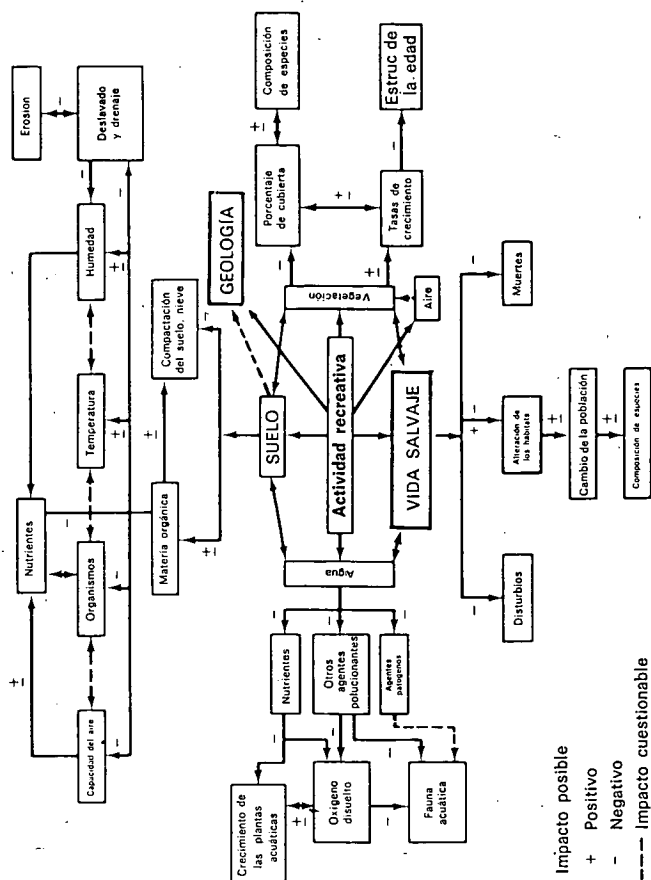 Erosion
Deslavado
y drenaje
Humedad
Temperatura
Nutrientes
Organismos
Capacidad del aire
Compactación
del suelo, nieve
Materia orgánica
GEOLOGÍA
SUELO
Actividad recreativa
VIDA SALVAJE
Vegetación
Agua
Aire
Porcentaje
de cubierta
Composición
de especies
Tasas de
crecimiento
Estruc de
la edad
Nutrientes
Otros
agentes
polucionantes
Agentes
patogenos
Crecimiento de
las plantas
acuáticas
Oxigeno
disuelto
Fauna
acuática
Disturbios
Alteración de
los hábitats
Muertes
Cambio de la población
Composición de especies
Impacto posible
+ Positivo
- Negativo
--- Impacto cuestionable